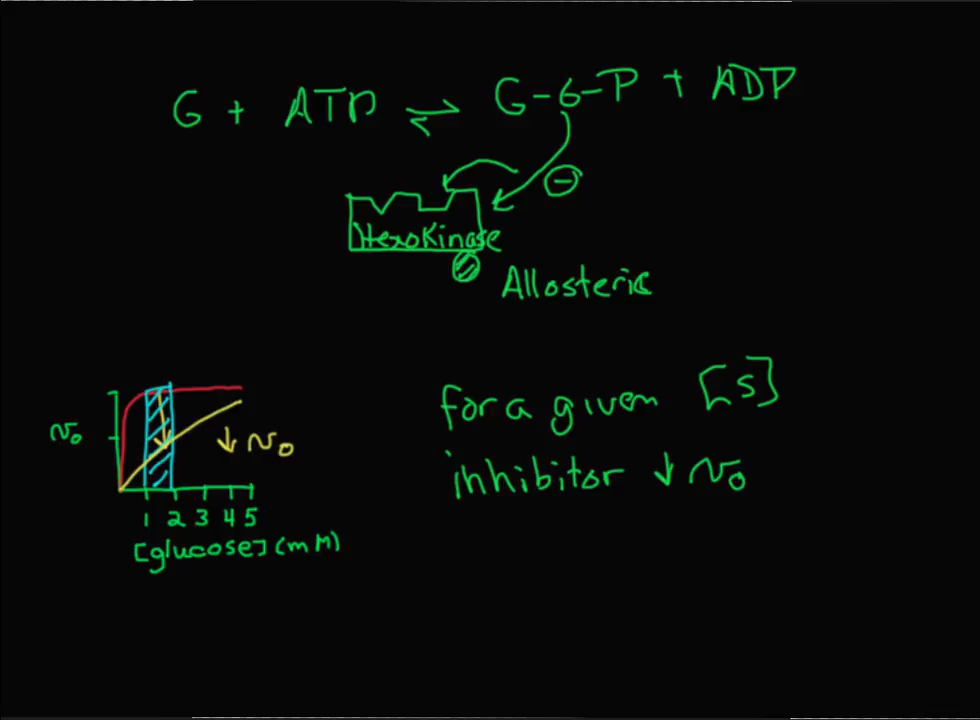 G + ATP ⇌ G-6-P + ADP
⊖
Hexokinase
Allosteric
for a given [S]
inhibitor ↓ v₀
v₀
↓ v₀
1 2 3 4 5
[glucose] (mM)